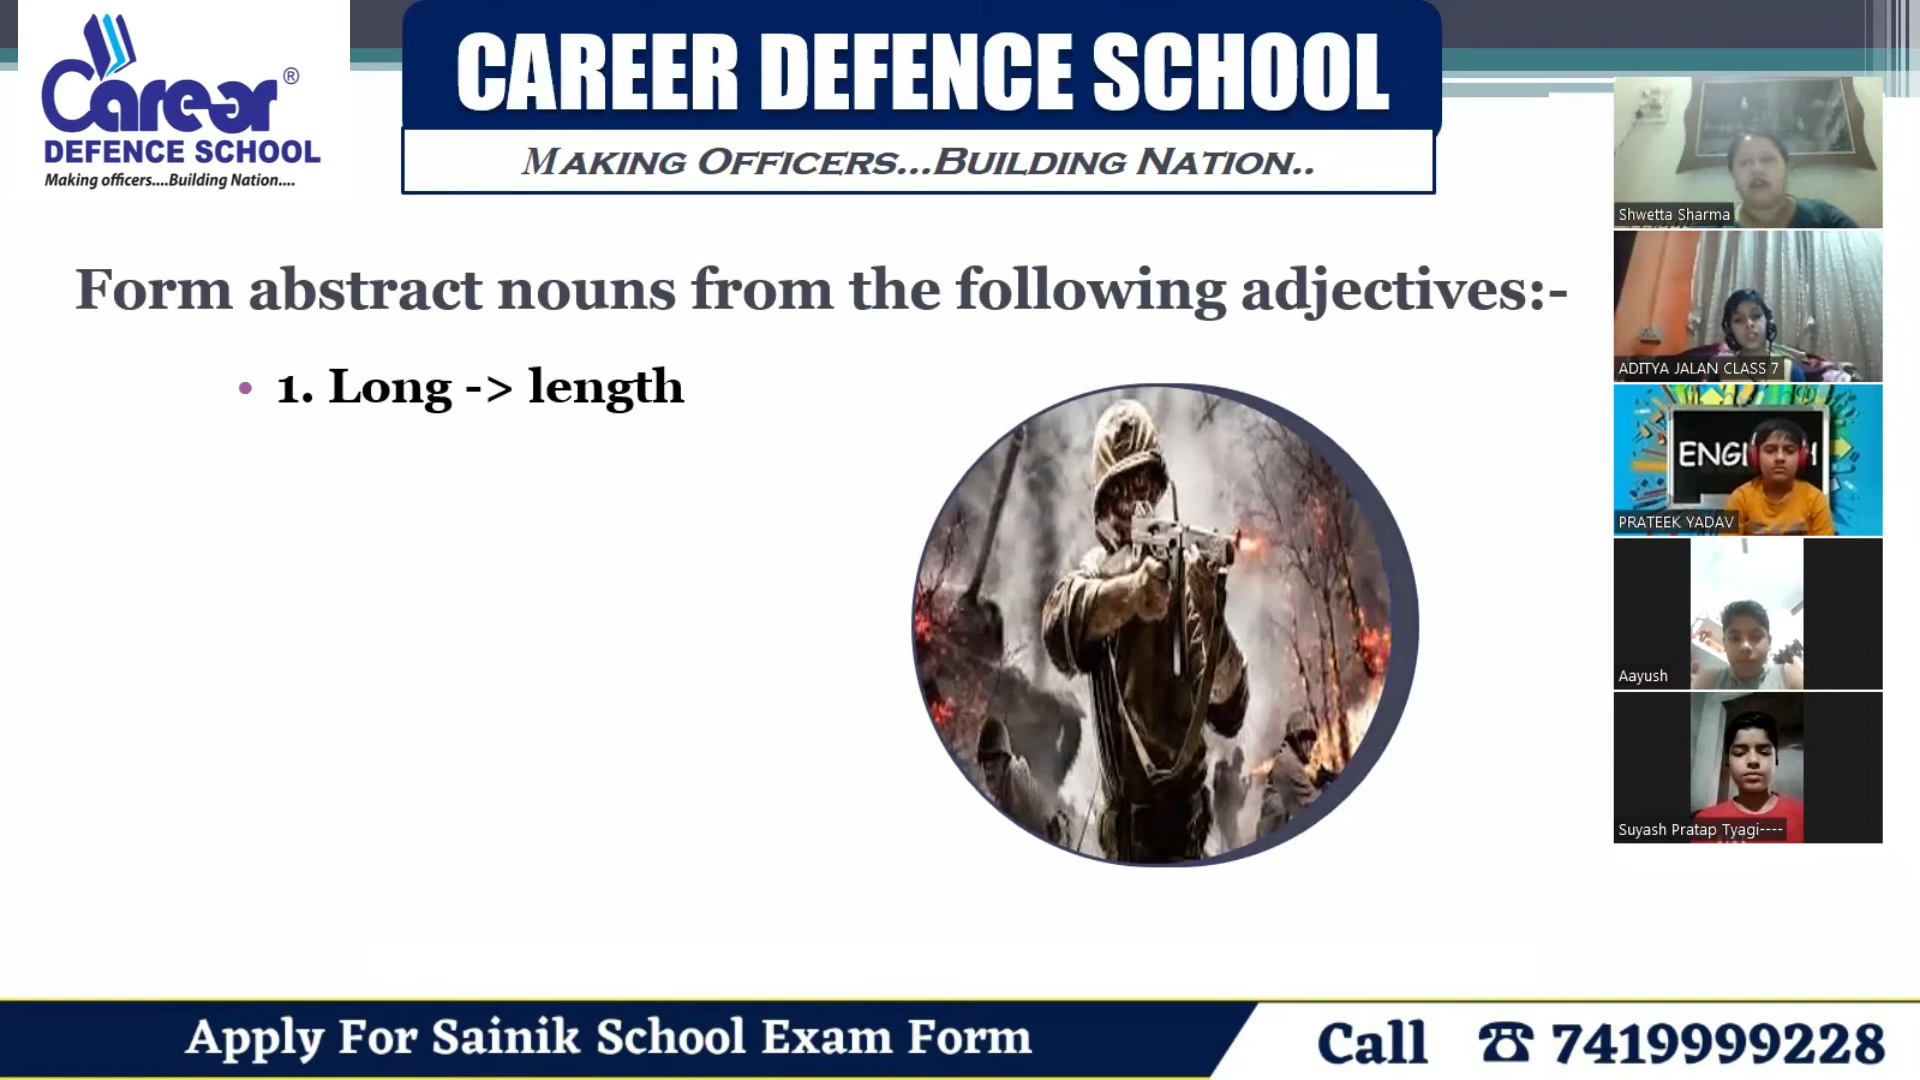 Career ®
DEFENCE SCHOOL
Making officers....Building Nation....
CAREER DEFENCE SCHOOL
MAKING OFFICERS...BUILDING NATION..
Form abstract nouns from the following adjectives:-
• 1. Long -> length
Shwetta Sharma
ADITYA JALAN CLASS 7
ENGL H
PRATEEK YADAV
Aayush
Suyash Pratap Tyagi----
Apply For Sainik School Exam Form
Call ☎ 7419999228